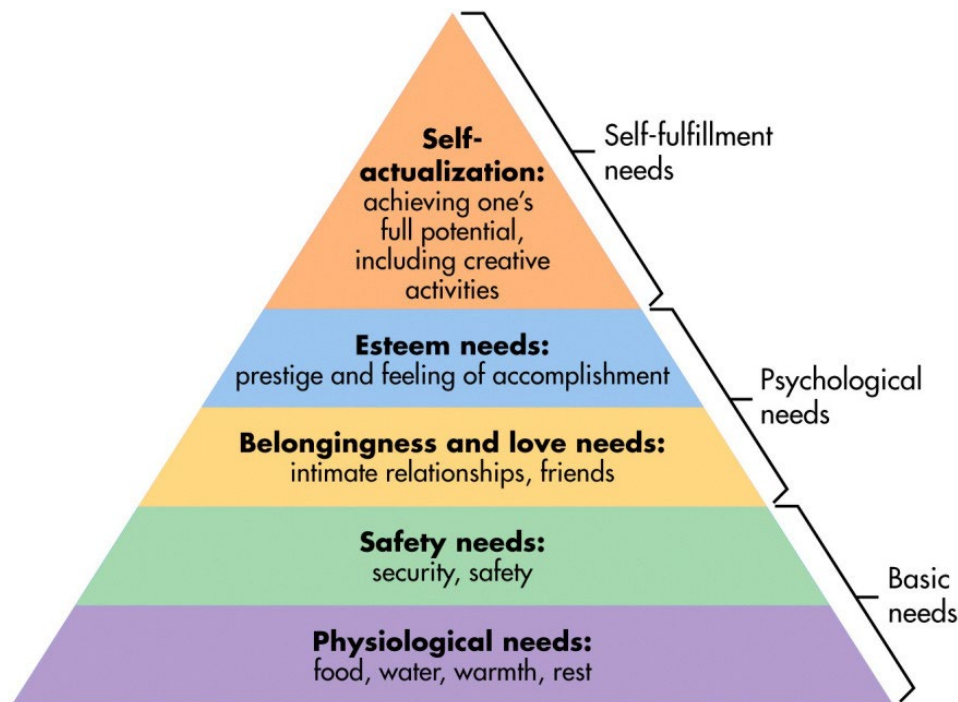 Self-
actualization:
achieving one's
full potential,
including creative
activities
Self-fulfillment
needs
Esteem needs:
prestige and feeling of accomplishment
Psychological
needs
Belongingness and love needs:
intimate relationships, friends
Safety needs:
security, safety
Basic
needs
Physiological needs:
food, water, warmth, rest